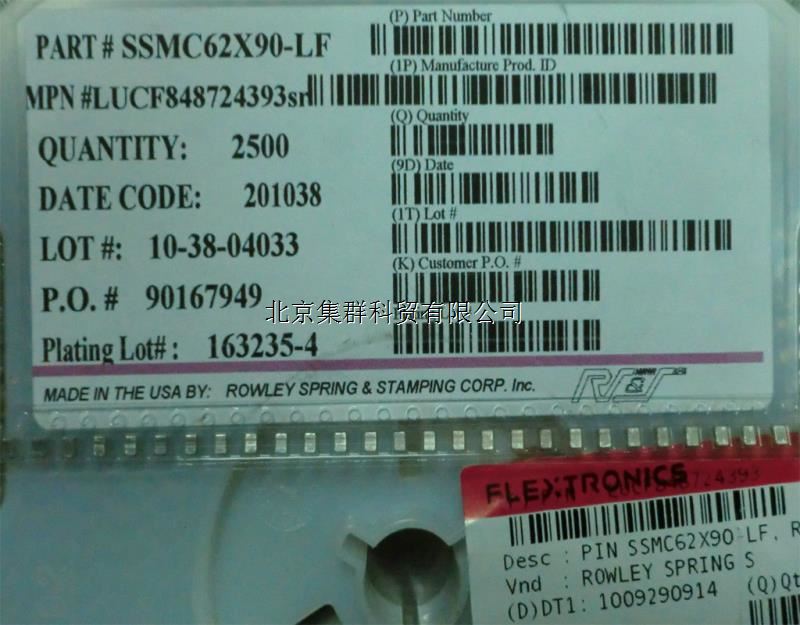 (P) Part Number
PART # SSMC62X90-LF
(1P) Manufacture Prod. ID
MPN #LUCF848724393sr
(Q) Quantity
QUANTITY: 2500
(9D) Date
DATE CODE: 201038
(1T) Lot #
LOT #: 10-38-04033
(K) Customer P.O. #
P.O. # 90167949
北京集群科贸有限公司
Plating Lot# : 163235-4
MADE IN THE USA BY: ROWLEY SPRING & STAMPING CORP. Inc.
RS&S
FLEXTRONICS
Desc : PIN SSMC62X90-LF, R
Vnd : ROWLEY SPRING S
(D)DT1: 1009290914 (Q)Qt